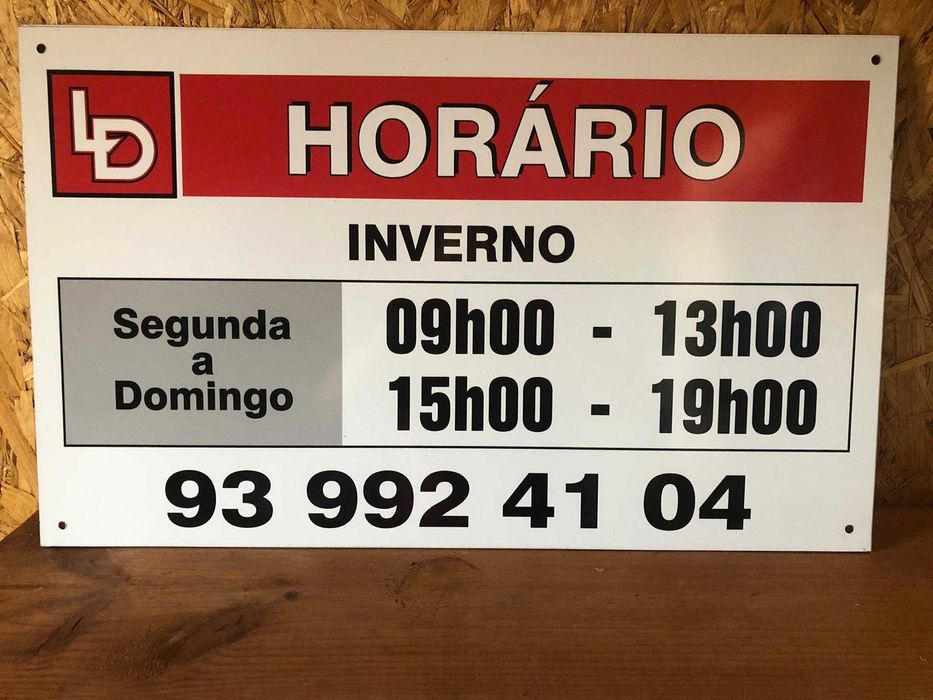 LD
HORÁRIO
INVERNO
Segunda
a
Domingo
09h00 - 13h00
15h00 - 19h00
93 992 41 04